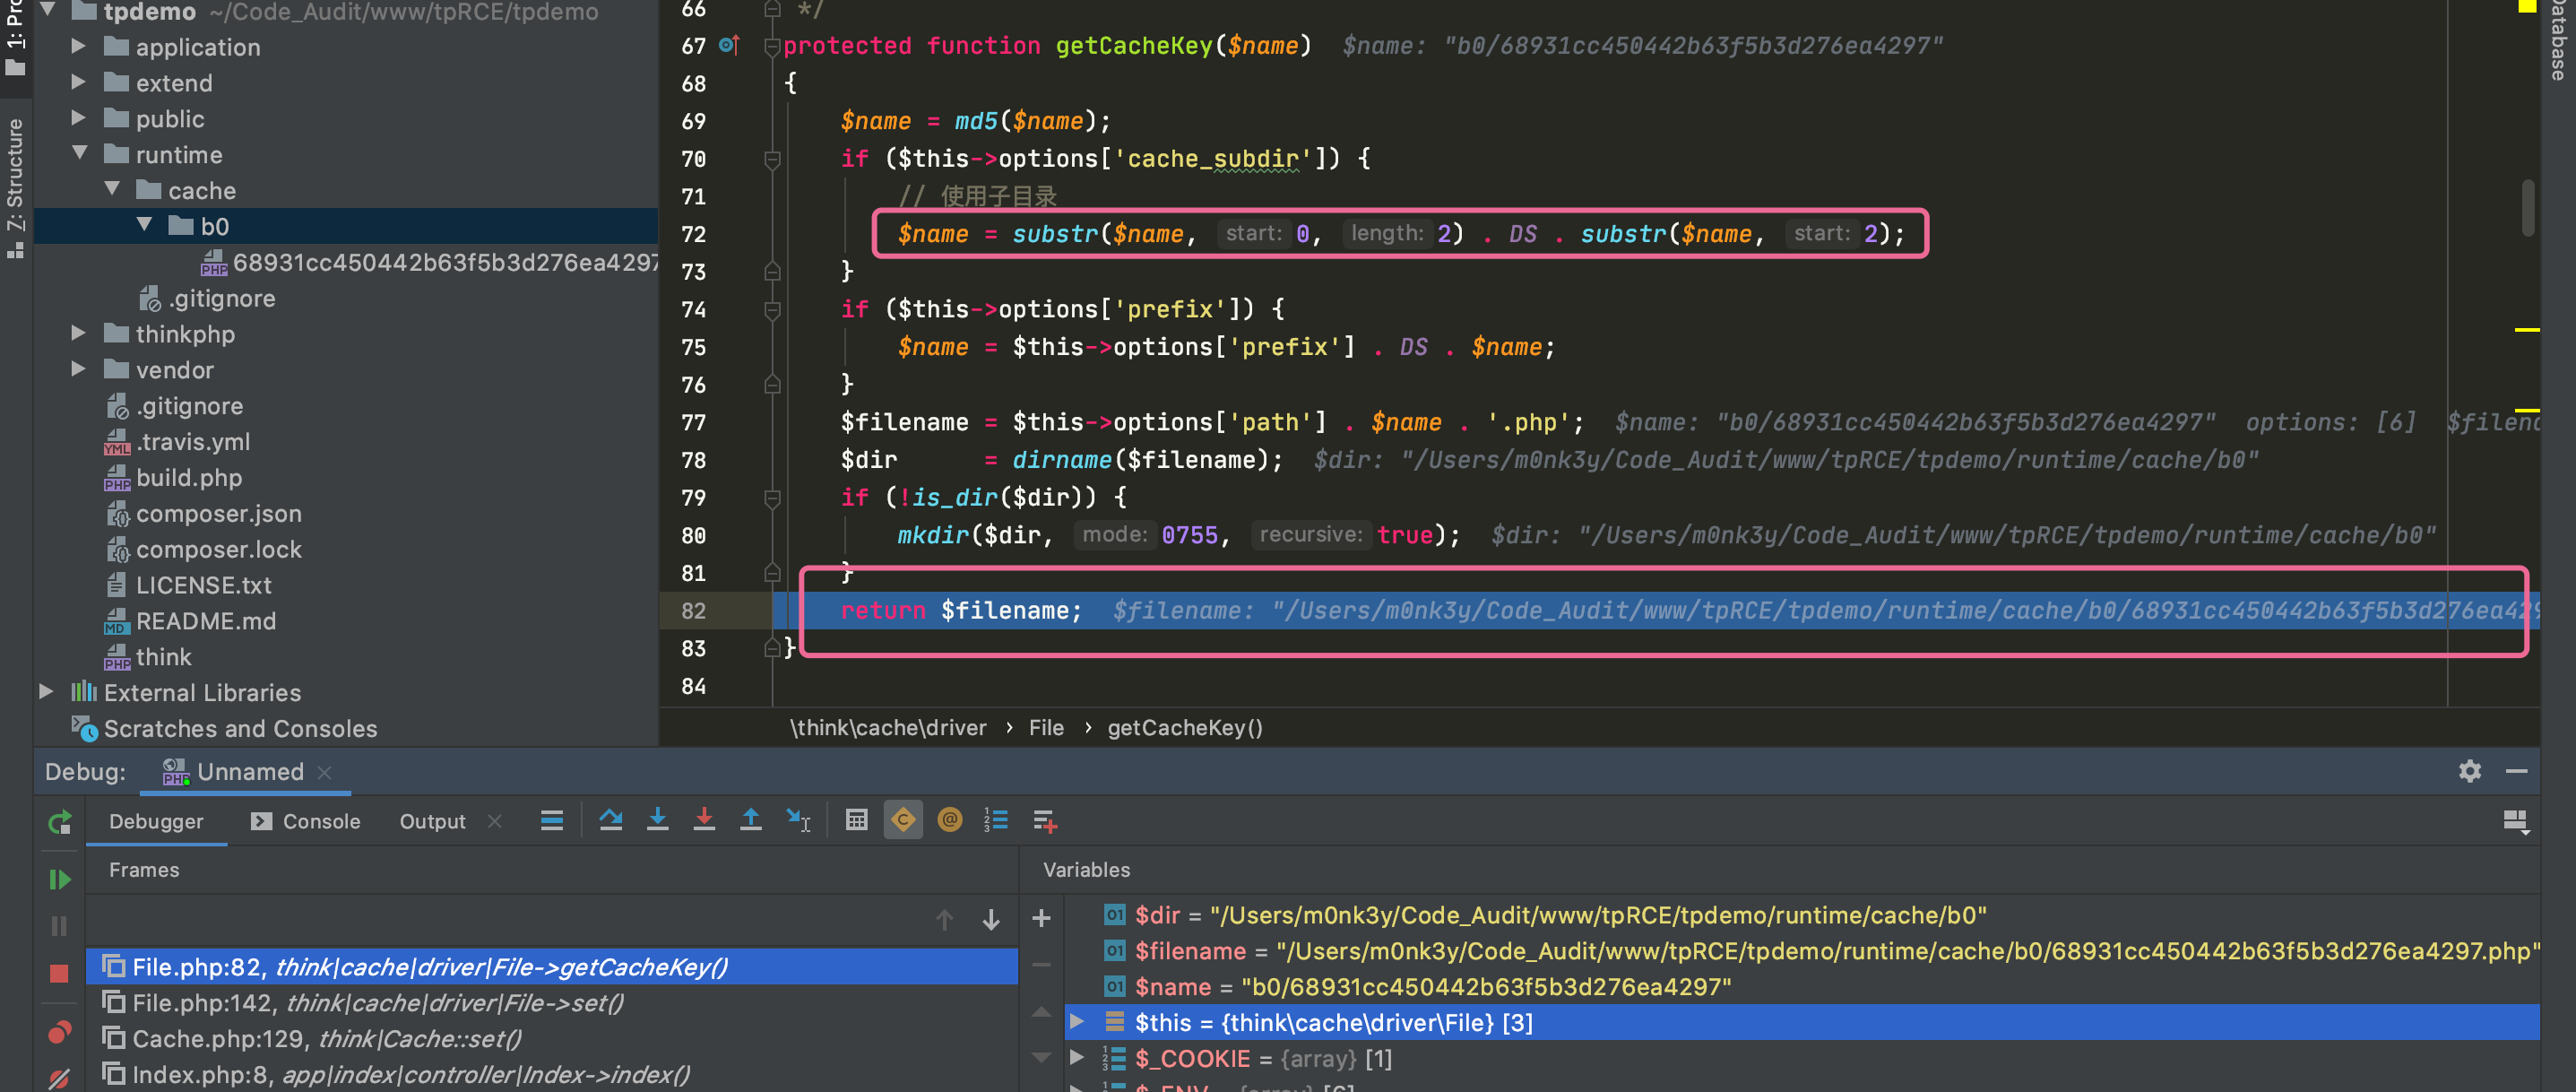 1: Pro
Z: Structure
tpdemo ~/Code_Audit/www/tpRCE/tpdemo
application
extend
public
runtime
cache
b0
68931cc450442b63f5b3d276ea4297
.gitignore
thinkphp
vendor
.gitignore
.travis.yml
build.php
composer.json
composer.lock
LICENSE.txt
README.md
think
External Libraries
Scratches and Consoles
66 */
67 protected function getCacheKey($name) $name: "b0/68931cc450442b63f5b3d276ea4297"
68 {
69 $name = md5($name);
70 if ($this->options['cache_subdir']) {
71 // 使用子目录
72 $name = substr($name, start: 0, length: 2) . DS . substr($name, start: 2);
73 }
74 if ($this->options['prefix']) {
75 $name = $this->options['prefix'] . DS . $name;
76 }
77 $filename = $this->options['path'] . $name . '.php'; $name: "b0/68931cc450442b63f5b3d276ea4297" options: [6] $filen
78 $dir = dirname($filename); $dir: "/Users/m0nk3y/Code_Audit/www/tpRCE/tpdemo/runtime/cache/b0"
79 if (!is_dir($dir)) {
80 mkdir($dir, mode: 0755, recursive: true); $dir: "/Users/m0nk3y/Code_Audit/www/tpRCE/tpdemo/runtime/cache/b0"
81 }
82 return $filename; $filename: "/Users/m0nk3y/Code_Audit/www/tpRCE/tpdemo/runtime/cache/b0/68931cc450442b63f5b3d276ea429
83 }
84
\think\cache\driver › File › getCacheKey()
Database
Debug: Unnamed
Debugger Console Output
Frames
File.php:82, think|cache|driver|File->getCacheKey()
File.php:142, think|cache|driver|File->set()
Cache.php:129, think|Cache::set()
Index.php:8, app|index|controller|Index->index()
Variables
$dir = "/Users/m0nk3y/Code_Audit/www/tpRCE/tpdemo/runtime/cache/b0"
$filename = "/Users/m0nk3y/Code_Audit/www/tpRCE/tpdemo/runtime/cache/b0/68931cc450442b63f5b3d276ea4297.php"
$name = "b0/68931cc450442b63f5b3d276ea4297"
$this = {think\cache\driver\File} [3]
$_COOKIE = {array} [1]
$_ENV = {array} [6]